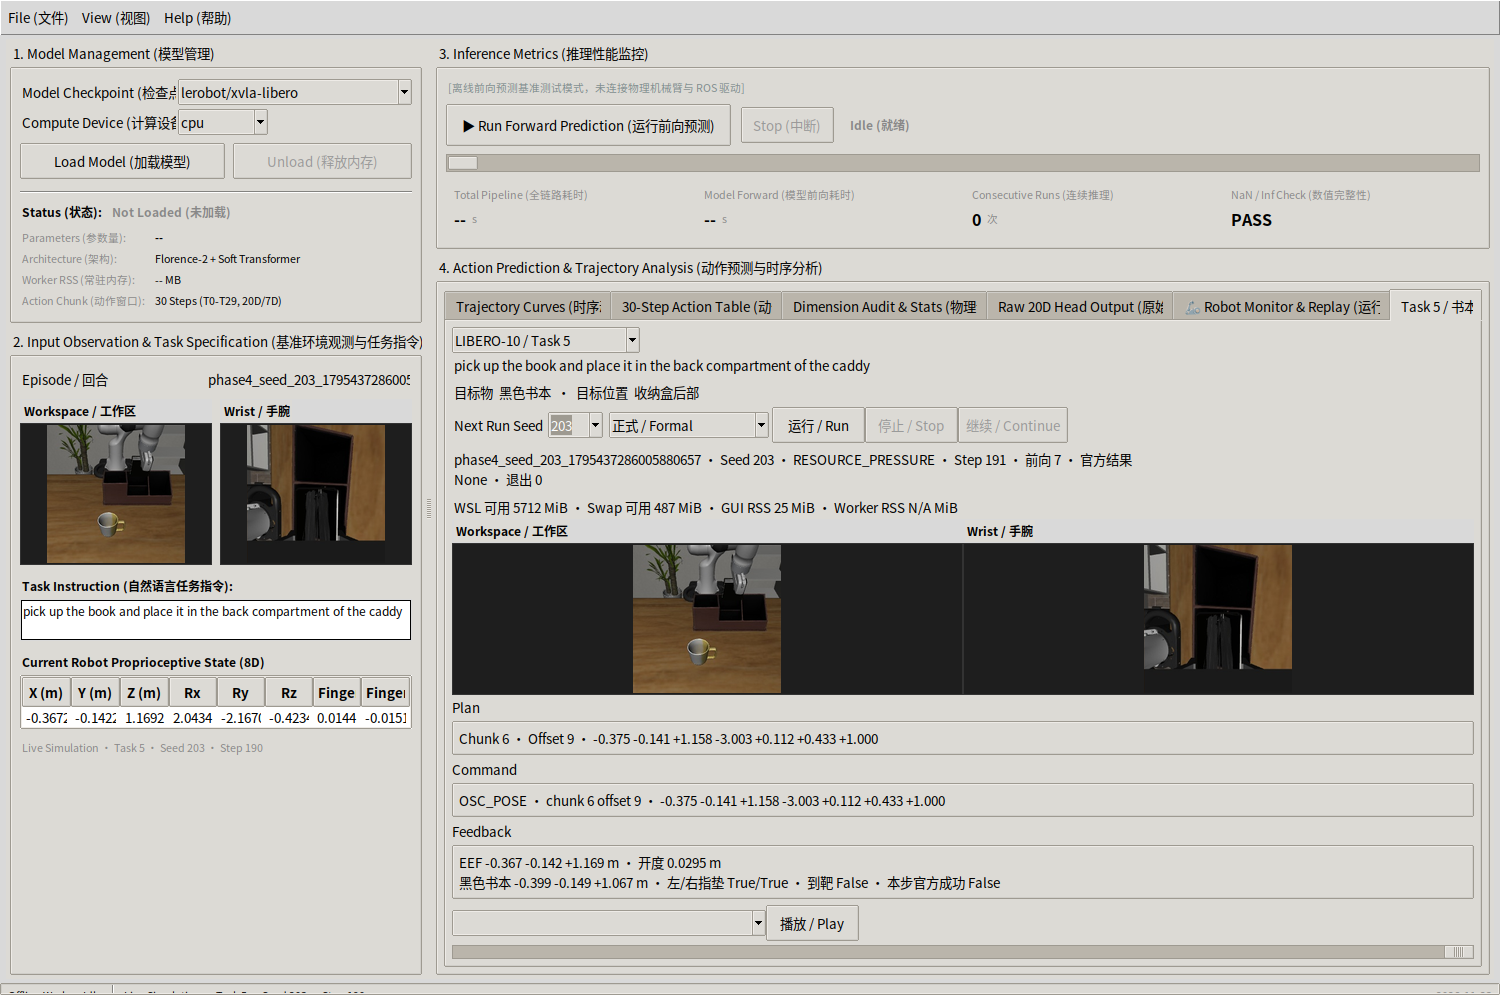 File (文件) View (视图) Help (帮助)
1. Model Management (模型管理)
Model Checkpoint (检查点 lerobot/xvla-libero
Compute Device (计算设备 cpu
Load Model (加载模型) Unload (释放内存)
Status (状态): Not Loaded (未加载)
Parameters (参数量): --
Architecture (架构): Florence-2 + Soft Transformer
Worker RSS (常驻内存): -- MB
Action Chunk (动作窗口): 30 Steps (T0-T29, 20D/7D)
2. Input Observation & Task Specification (基准环境观测与任务指令)
Episode / 回合 phase4_seed_203_1795437286005
Workspace / 工作区 Wrist / 手腕
Task Instruction (自然语言任务指令):
pick up the book and place it in the back compartment of the caddy
Current Robot Proprioceptive State (8D)
X (m) Y (m) Z (m) Rx Ry Rz Finge Finger
-0.3672 -0.1422 1.1692 2.0434 -2.1670 -0.4234 0.0144 -0.0151
Live Simulation · Task 5 · Seed 203 · Step 190
3. Inference Metrics (推理性能监控)
[离线前向预测基准测试模式，未连接物理机械臂与 ROS 驱动]
▶ Run Forward Prediction (运行前向预测) Stop (中断) Idle (就绪)
Total Pipeline (全链路耗时) Model Forward (模型前向耗时) Consecutive Runs (连续推理) NaN / Inf Check (数值完整性)
-- s -- s 0 次 PASS
4. Action Prediction & Trajectory Analysis (动作预测与时序分析)
Trajectory Curves (时序 30-Step Action Table (动 Dimension Audit & Stats (物理 Raw 20D Head Output (原始 Robot Monitor & Replay (运行 Task 5 / 书本
LIBERO-10 / Task 5
pick up the book and place it in the back compartment of the caddy
目标物 黑色书本 · 目标位置 收纳盒后部
Next Run Seed 203 正式 / Formal 运行 / Run 停止 / Stop 继续 / Continue
phase4_seed_203_1795437286005880657 · Seed 203 · RESOURCE_PRESSURE · Step 191 · 前向 7 · 官方结果
None · 退出 0
WSL 可用 5712 MiB · Swap 可用 487 MiB · GUI RSS 25 MiB · Worker RSS N/A MiB
Workspace / 工作区 Wrist / 手腕
Plan
Chunk 6 · Offset 9 · -0.375 -0.141 +1.158 -3.003 +0.112 +0.433 +1.000
Command
OSC_POSE · chunk 6 offset 9 · -0.375 -0.141 +1.158 -3.003 +0.112 +0.433 +1.000
Feedback
EEF -0.367 -0.142 +1.169 m · 开度 0.0295 m
黑色书本 -0.399 -0.149 +1.067 m · 左/右指垫 True/True · 到靶 False · 本步官方成功 False
播放 / Play